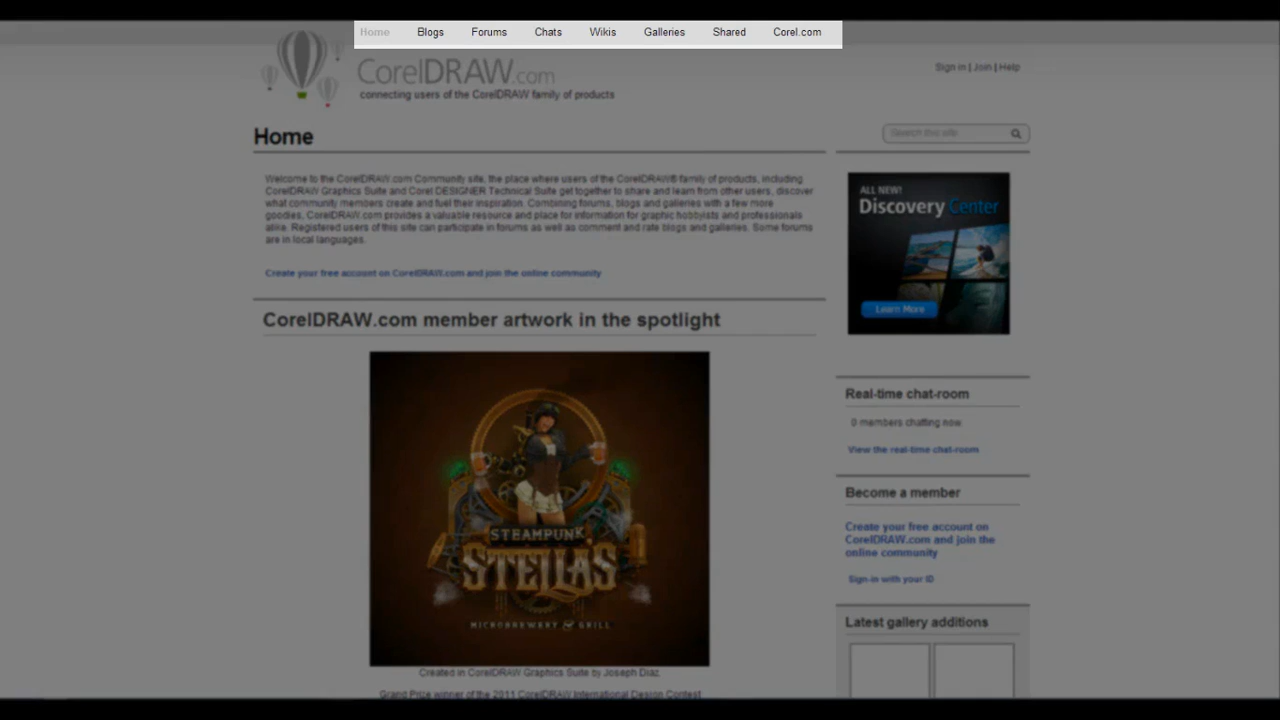 Home Blogs Forums Chats Wikis Galleries Shared Corel.com
CorelDRAW.com
connecting users of the CorelDRAW family of products
Sign in | Join | Help
Home
Search this site
Welcome to the CorelDRAW.com Community site, the place where users of the CorelDRAW® family of products, including
CorelDRAW Graphics Suite and Corel DESIGNER Technical Suite get together to share and learn from other users, discover
what community members create and fuel their inspiration. Combining forums, blogs and galleries with a few more
goodies, CorelDRAW.com provides a valuable resource and place for information for graphic hobbyists and professionals
alike. Registered users of this site can participate in forums as well as comment and rate blogs and galleries. Some forums
are in local languages.
Create your free account on CorelDRAW.com and join the online community
CorelDRAW.com member artwork in the spotlight
STEAMPUNK
STELLA'S
MICROBREWERY & GRILL
Created in CorelDRAW Graphics Suite by Joseph Diaz.
Grand Prize winner of the 2011 CorelDRAW International Design Contest
ALL NEW!
Discovery Center
Learn More
Real-time chat-room
0 members chatting now.
View the real-time chat-room
Become a member
Create your free account on
CorelDRAW.com and join the
online community
Sign-in with your ID
Latest gallery additions